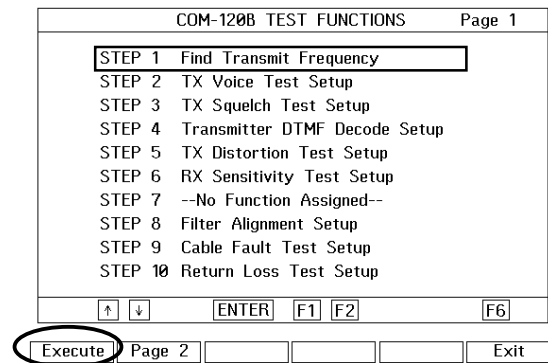 COM-120B TEST FUNCTIONS Page 1
STEP 1 Find Transmit Frequency
STEP 2 TX Voice Test Setup
STEP 3 TX Squelch Test Setup
STEP 4 Transmitter DTMF Decode Setup
STEP 5 TX Distortion Test Setup
STEP 6 RX Sensitivity Test Setup
STEP 7 --No Function Assigned--
STEP 8 Filter Alignment Setup
STEP 9 Cable Fault Test Setup
STEP 10 Return Loss Test Setup
↑ ↓ ENTER F1 F2 F6
Execute Page 2 Exit